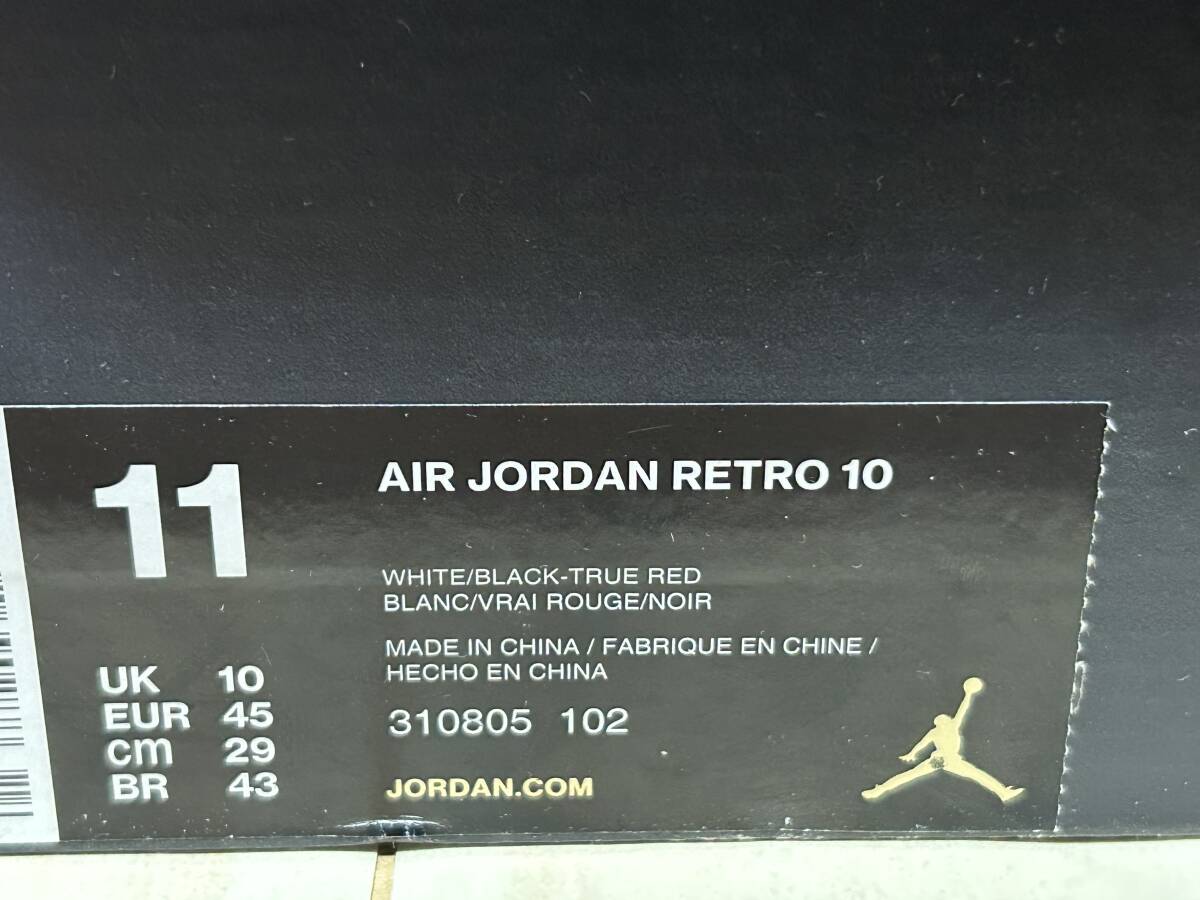 11
AIR JORDAN RETRO 10
WHITE/BLACK-TRUE RED
BLANC/VRAI ROUGE/NOIR
MADE IN CHINA / FABRIQUE EN CHINE /
HECHO EN CHINA
UK 10
EUR 45
cm 29
BR 43
310805 102
JORDAN.COM